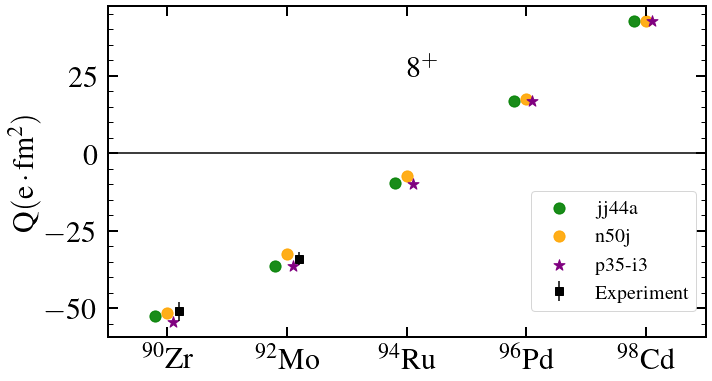 8⁺
Q(e·fm²)
25
0
−25
−50
jj44a
n50j
p35-i3
Experiment
⁹⁰Zr ⁹²Mo ⁹⁴Ru ⁹⁶Pd ⁹⁸Cd